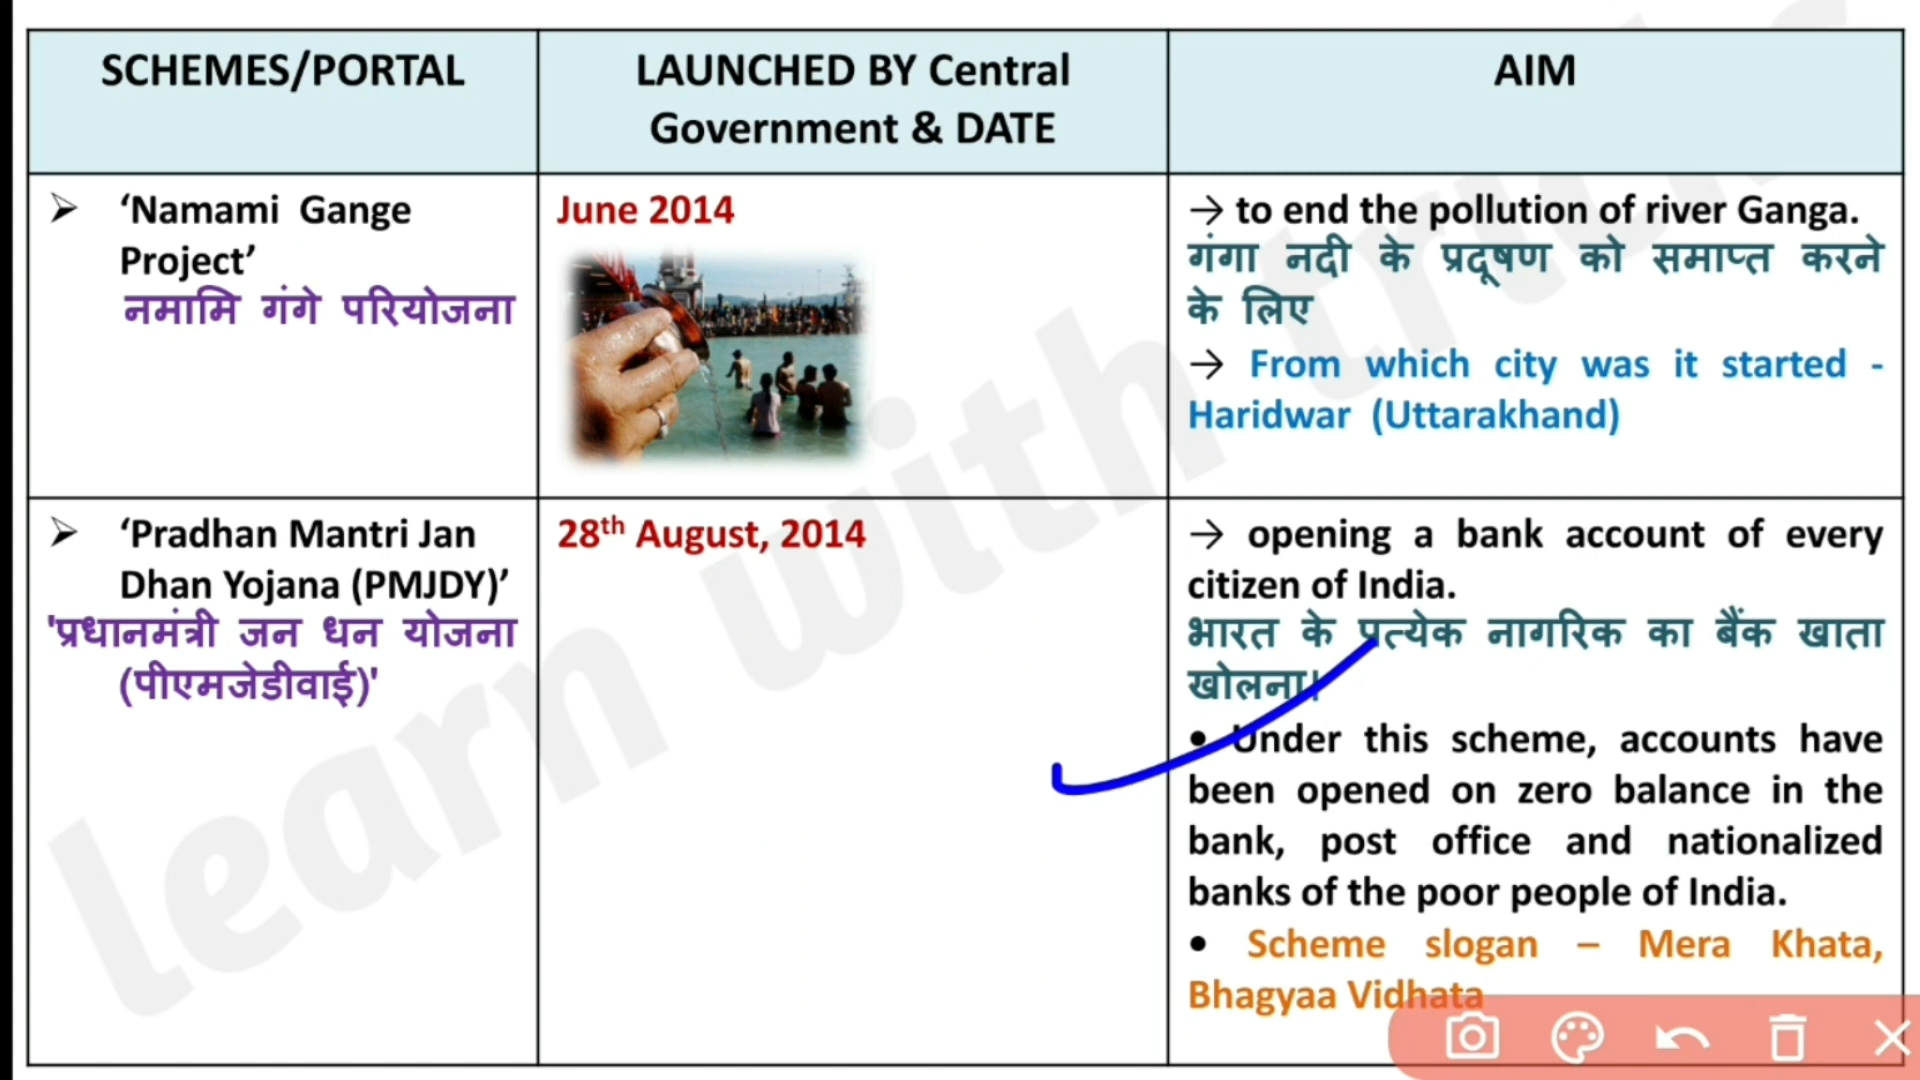 SCHEMES/PORTAL
LAUNCHED BY Central
Government & DATE
AIM
➢ ‘Namami Gange
Project’
नमामि गंगे परियोजना
June 2014
→ to end the pollution of river Ganga.
गंगा नदी के प्रदूषण को समाप्त करने
के लिए
→ From which city was it started -
Haridwar (Uttarakhand)
➢ ‘Pradhan Mantri Jan
Dhan Yojana (PMJDY)’
'प्रधानमंत्री जन धन योजना
(पीएमजेडीवाई)'
28th August, 2014
→ opening a bank account of every
citizen of India.
भारत के प्रत्येक नागरिक का बैंक खाता
खोलना।
• Under this scheme, accounts have
been opened on zero balance in the
bank, post office and nationalized
banks of the poor people of India.
• Scheme slogan – Mera Khata,
Bhagyaa Vidhata
learn with